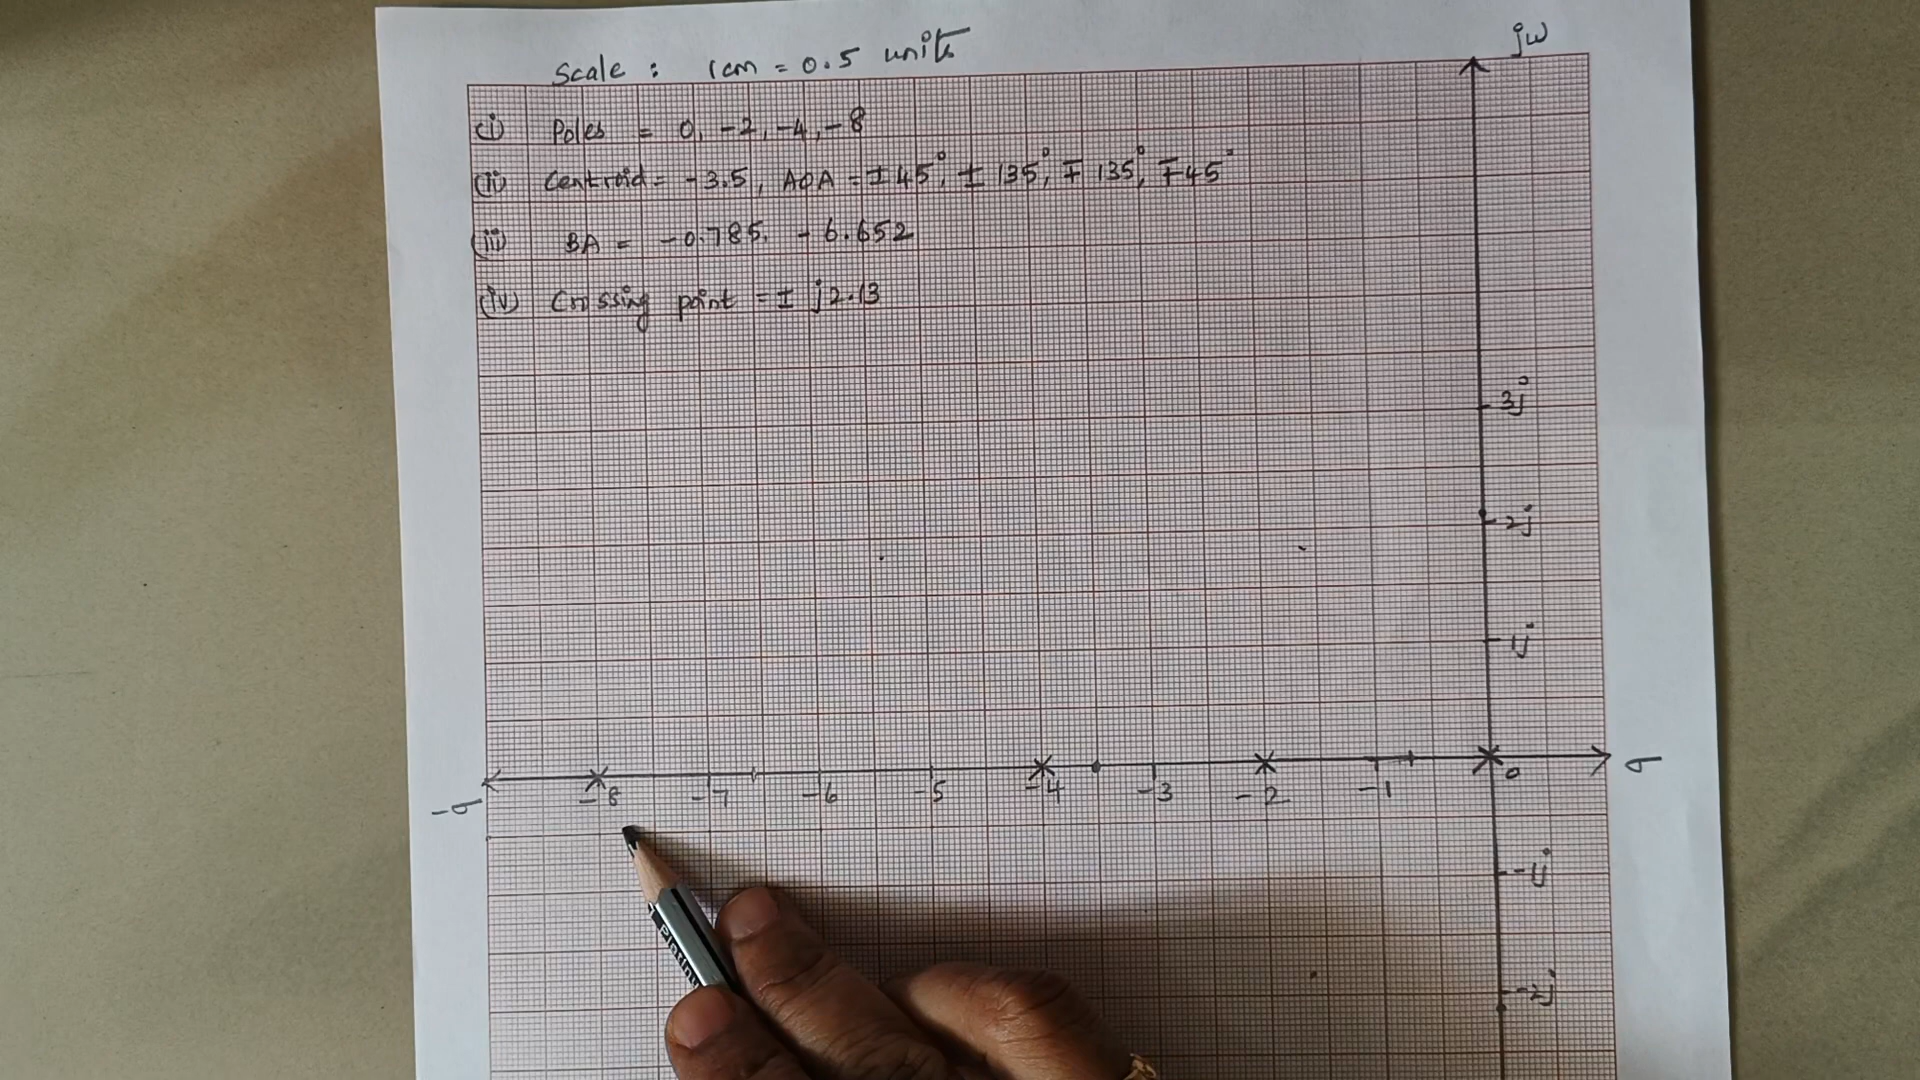 Scale : 1cm = 0.5 units
jω
(i) Poles = 0, -2, -4, -8
(ii) Centroid = -3.5, AOA = ±45°, ±135°, ∓135°, ∓45°
(iii) BA = -0.785, -6.652
(iv) Crossing point = ± j2.13
3j
2j
1j
σ
-σ -8 -7 -6 -5 -4 -3 -2 -1 0
-1j
-2j